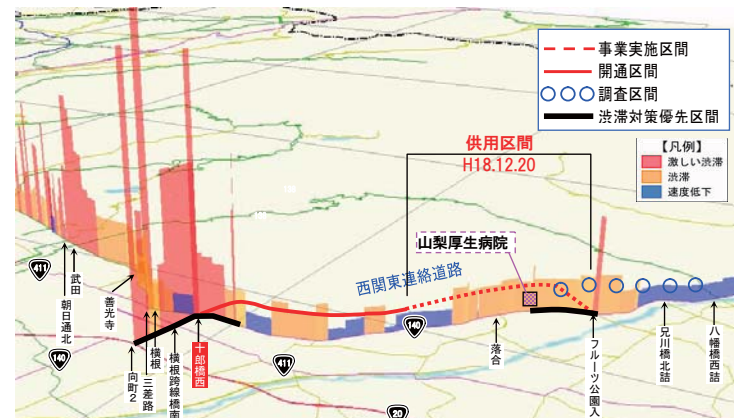 事業実施区間
開通区間
調査区間
渋滞対策優先区間
【凡例】
激しい渋滞
渋滞
速度低下
供用区間
H18.12.20
山梨厚生病院
西関東連絡道路
411
武田
朝日通北
善光寺
140
向町2
三差路
横根
横根跨線橋南
十郎橋西
411
140
20
落合
フルーツ公園入
兄川橋北詰
八幡橋西詰